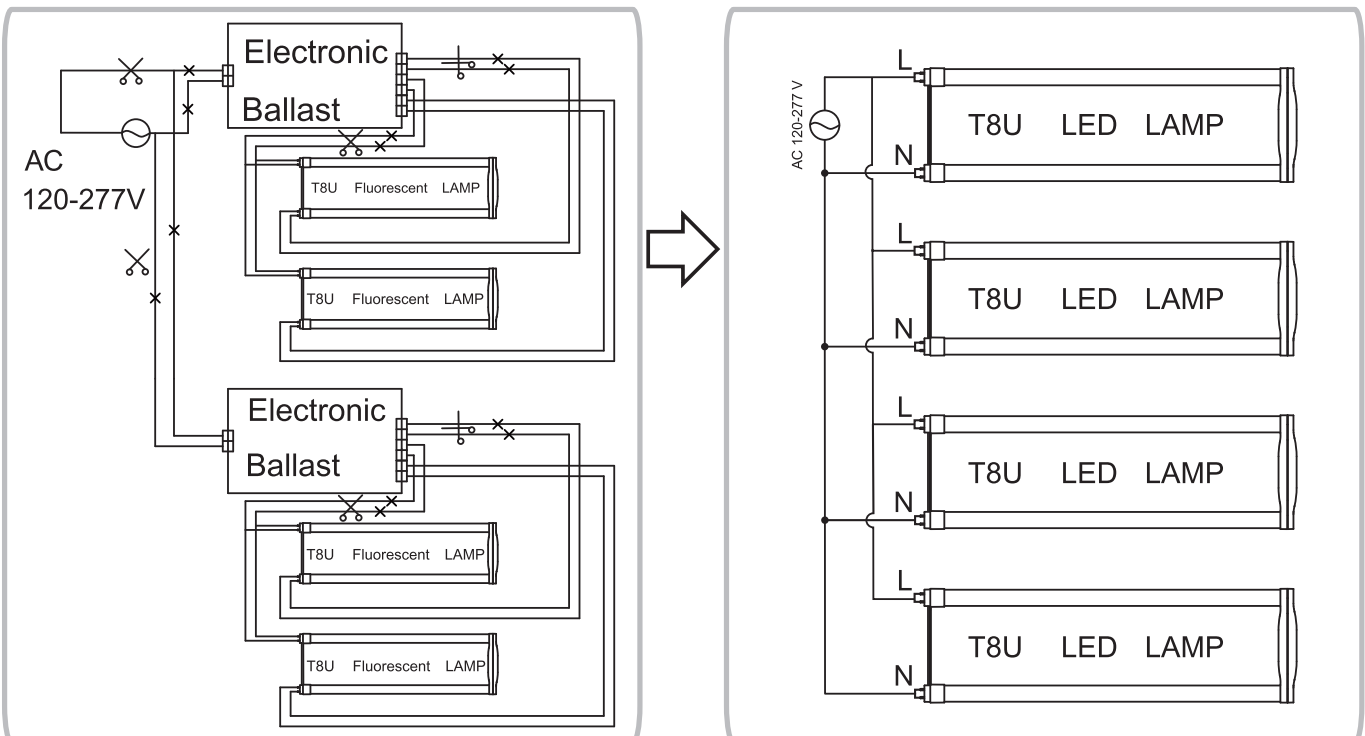 Electronic
Ballast
AC
120-277V
T8U Fluorescent LAMP
T8U Fluorescent LAMP
Electronic
Ballast
T8U Fluorescent LAMP
T8U Fluorescent LAMP
AC 120-277 V
L
T8U LED LAMP
N
L
T8U LED LAMP
N
L
T8U LED LAMP
N
L
T8U LED LAMP
N